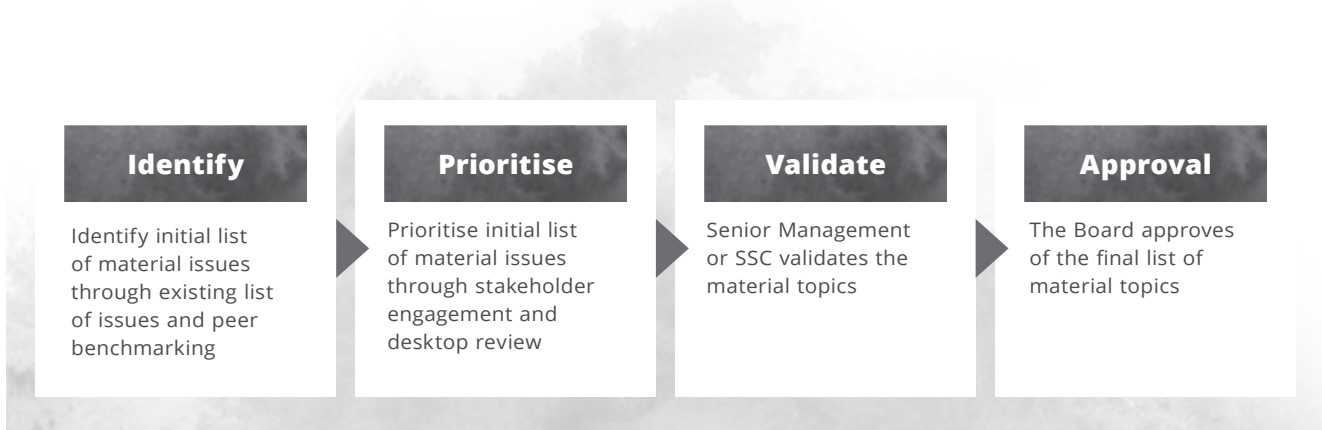 Identify
Identify initial list
of material issues
through existing list
of issues and peer
benchmarking
Prioritise
Prioritise initial list
of material issues
through stakeholder
engagement and
desktop review
Validate
Senior Management
or SSC validates the
material topics
Approval
The Board approves
of the final list of
material topics